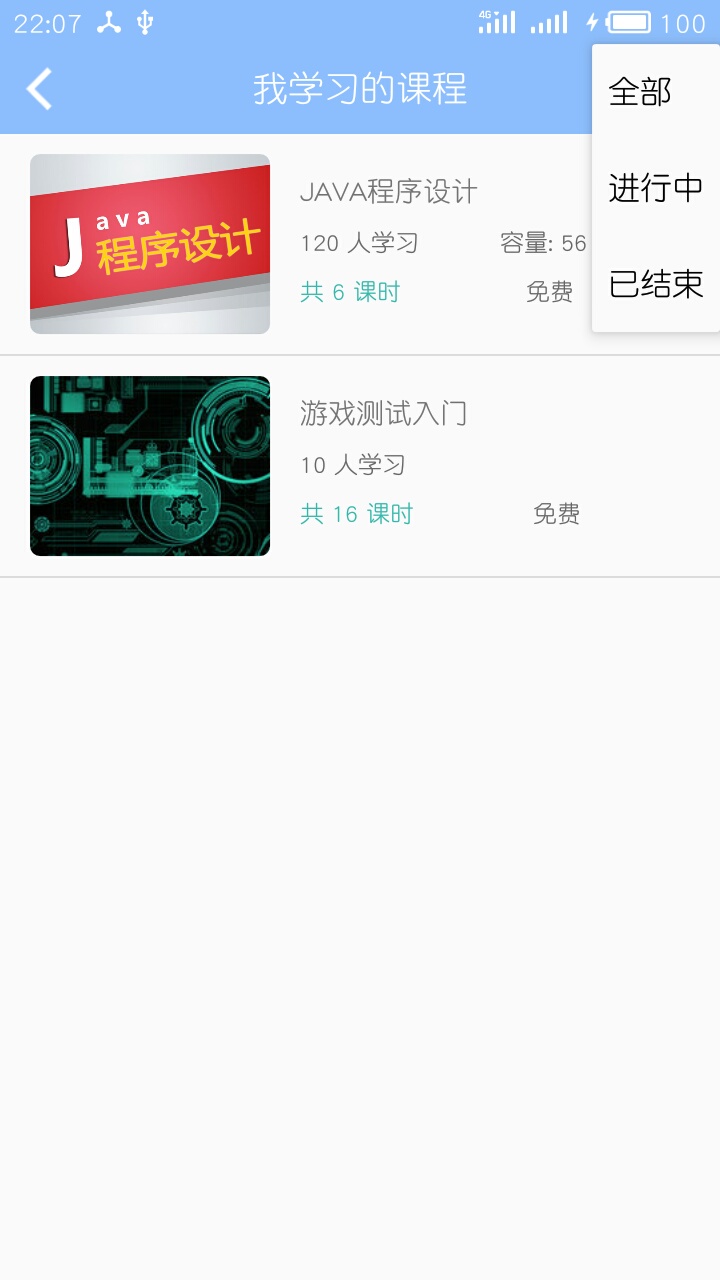 22:07
4G
100
我学习的课程
全部
进行中
已结束
Java
程序设计
JAVA程序设计
120 人学习
容量: 56
共 6 课时
免费
游戏测试入门
10 人学习
共 16 课时
免费